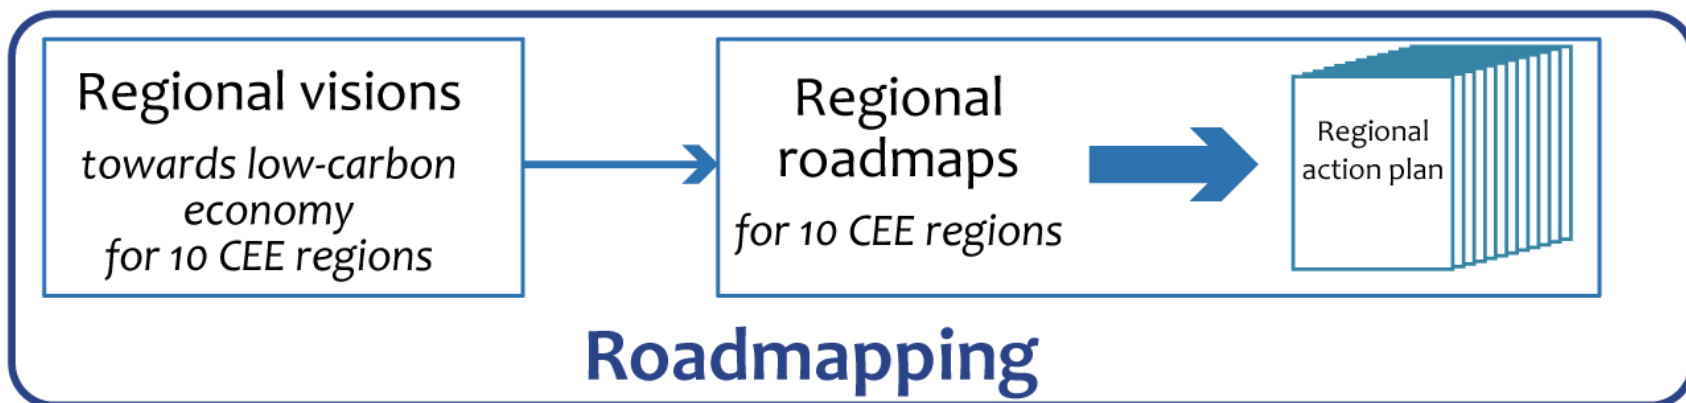 Regional visions
towards low-carbon
economy
for 10 CEE regions
Regional
roadmaps
for 10 CEE regions
Regional
action plan
Roadmapping